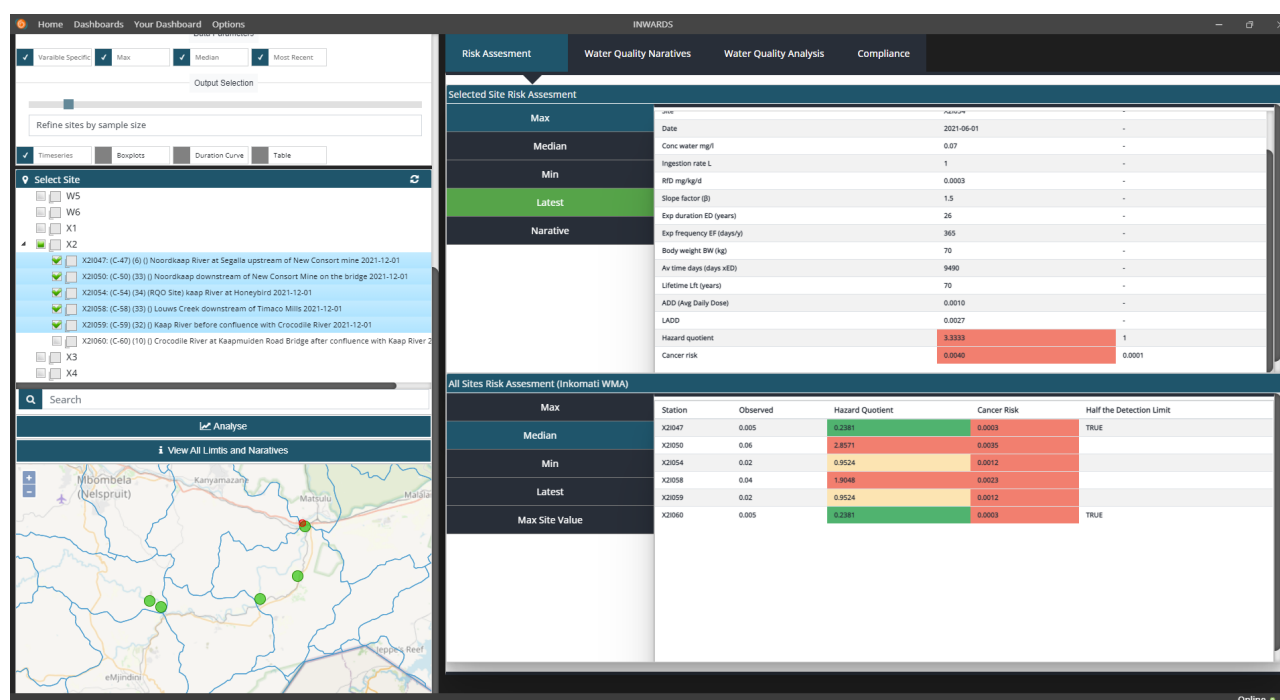 Home Dashboards Your Dashboard Options INWARDS
Data Parameters
Varaible Specific Max Median Most Recent
Output Selection
Refine sites by sample size
Timeseries Boxplots Duration Curve Table
Select Site
W5
W6
X1
X2
X2I047: (C-47) (6) () Noordkaap River at Segalla upstream of New Consort mine 2021-12-01
X2I050: (C-50) (33) () Noordkaap downstream of New Consort Mine on the bridge 2021-12-01
X2I054: (C-54) (34) (RQO Site) kaap River at Honeybird 2021-12-01
X2I058: (C-58) (33) () Louws Creek downstream of Timaco Mills 2021-12-01
X2I059: (C-59) (32) () Kaap River before confluence with Crocodile River 2021-12-01
X2I060: (C-60) (10) () Crocodile River at Kaapmuiden Road Bridge after confluence with Kaap River 2
X3
X4
Search
Analyse
View All Limtis and Naratives
+
-
Mbombela
(Nelspruit)
Kanyamazane
Matsulu
Jeppe's Reef
eMjindini
Risk Assesment Water Quality Naratives Water Quality Analysis Compliance
Selected Site Risk Assesment
Max
Median
Min
Latest
Narative
Site X2I054 -
Date 2021-06-01 -
Conc water mg/l 0.07 -
Ingestion rate L 1 -
RfD mg/kg/d 0.0003 -
Slope factor (β) 1.5 -
Exp duration ED (years) 26 -
Exp frequency EF (days/y) 365 -
Body weight BW (kg) 70 -
Av time days (days xED) 9490 -
Lifetime Lft (years) 70 -
ADD (Avg Daily Dose) 0.0010 -
LADD 0.0027 -
Hazard quotient 3.3333 1
Cancer risk 0.0040 0.0001
All Sites Risk Assesment (Inkomati WMA)
Max
Median
Min
Latest
Max Site Value
Station Observed Hazard Quotient Cancer Risk Half the Detection Limit
X2I047 0.005 0.2381 0.0003 TRUE
X2I050 0.06 2.8571 0.0035
X2I054 0.02 0.9524 0.0012
X2I058 0.04 1.9048 0.0023
X2I059 0.02 0.9524 0.0012
X2I060 0.005 0.2381 0.0003 TRUE
Online